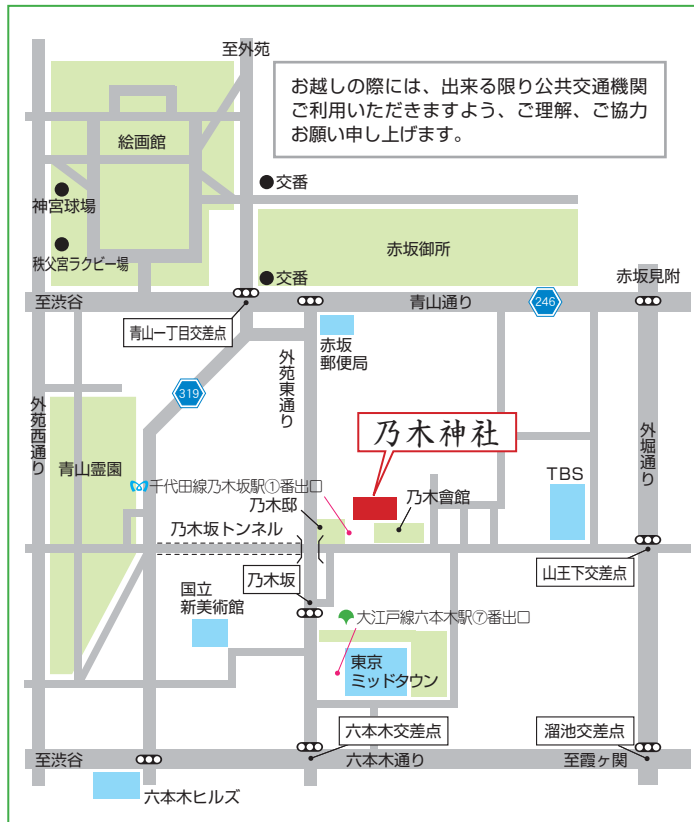 至外苑
お越しの際には、出来る限り公共交通機関
ご利用いただきますよう、ご理解、ご協力
お願い申し上げます。
絵画館
交番
神宮球場
秩父宮ラクビー場
赤坂御所
赤坂見附
交番
至渋谷
青山通り
246
青山一丁目交差点
赤坂
郵便局
外苑東通り
319
外苑西通り
乃木神社
外堀通り
青山霊園
TBS
千代田線乃木坂駅①番出口
乃木邸
乃木會館
乃木坂トンネル
乃木坂
山王下交差点
国立
新美術館
大江戸線六本木駅⑦番出口
東京
ミッドタウン
六本木交差点
溜池交差点
至渋谷
六本木通り
至霞ヶ関
六本木ヒルズ